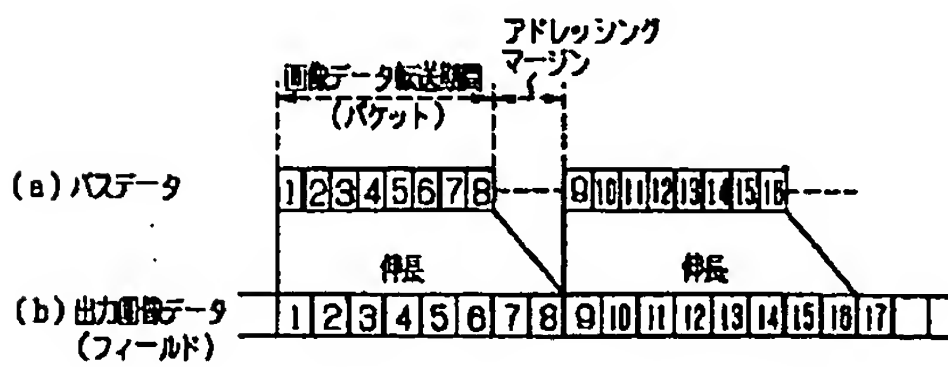 アドレッシング
マージン
画像データ転送期間
(パケット)
(a) バスデータ
1 2 3 4 5 6 7 8
9 10 11 12 13 14 15 16
伸長
伸長
(b) 出力画像データ
(フィールド)
1 2 3 4 5 6 7 8 9 10 11 12 13 14 15 16 17